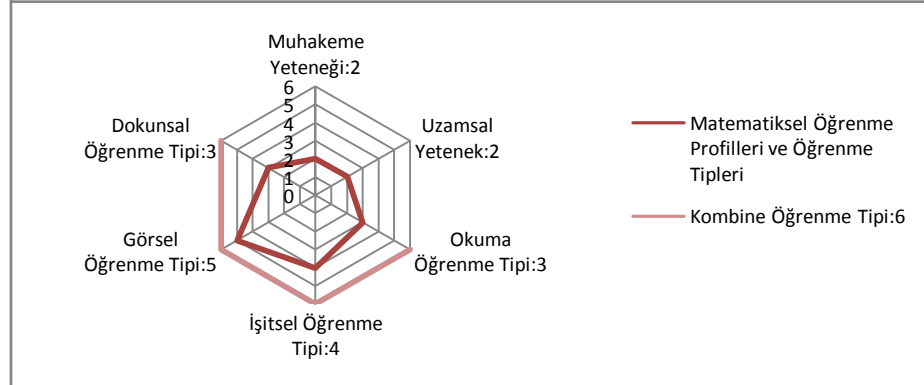 Muhakeme
Yeteneği:2
6
5
4
3
2
1
0
Uzamsal
Yetenek:2
Okuma
Öğrenme Tipi:3
İşitsel Öğrenme
Tipi:4
Görsel
Öğrenme Tipi:5
Dokunsal
Öğrenme Tipi:3
Matematiksel Öğrenme
Profilleri ve Öğrenme
Tipleri
Kombine Öğrenme Tipi:6